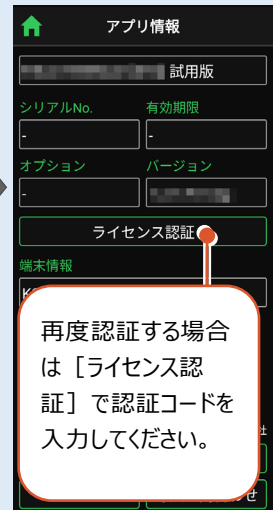 アプリ情報
試用版
シリアルNo. 有効期限
- -
オプション バージョン
-
ライセンス認証
端末情報
再度認証する場合
は［ライセンス認
証］で認証コードを
入力してください。